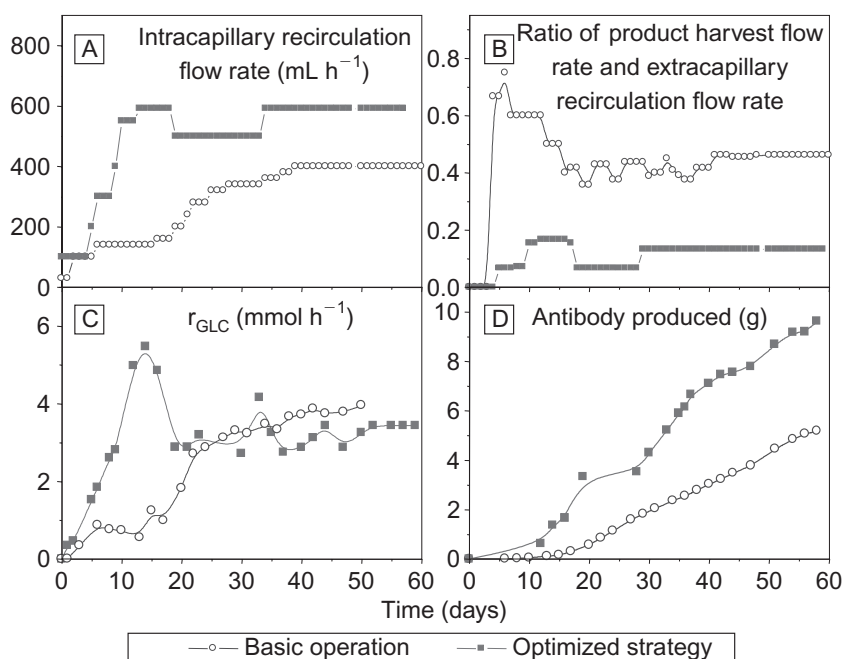 A
Intracapillary recirculation
flow rate (mL h⁻¹)
800
600
400
200
0
B
Ratio of product harvest flow
rate and extracapillary
recirculation flow rate
0.8
0.6
0.4
0.2
0.0
C
r_GLC (mmol h⁻¹)
6
4
2
0
0 10 20 30 40 50 60
D
Antibody produced (g)
10
8
6
4
2
0
0 10 20 30 40 50 60
Time (days)
Basic operation
Optimized strategy